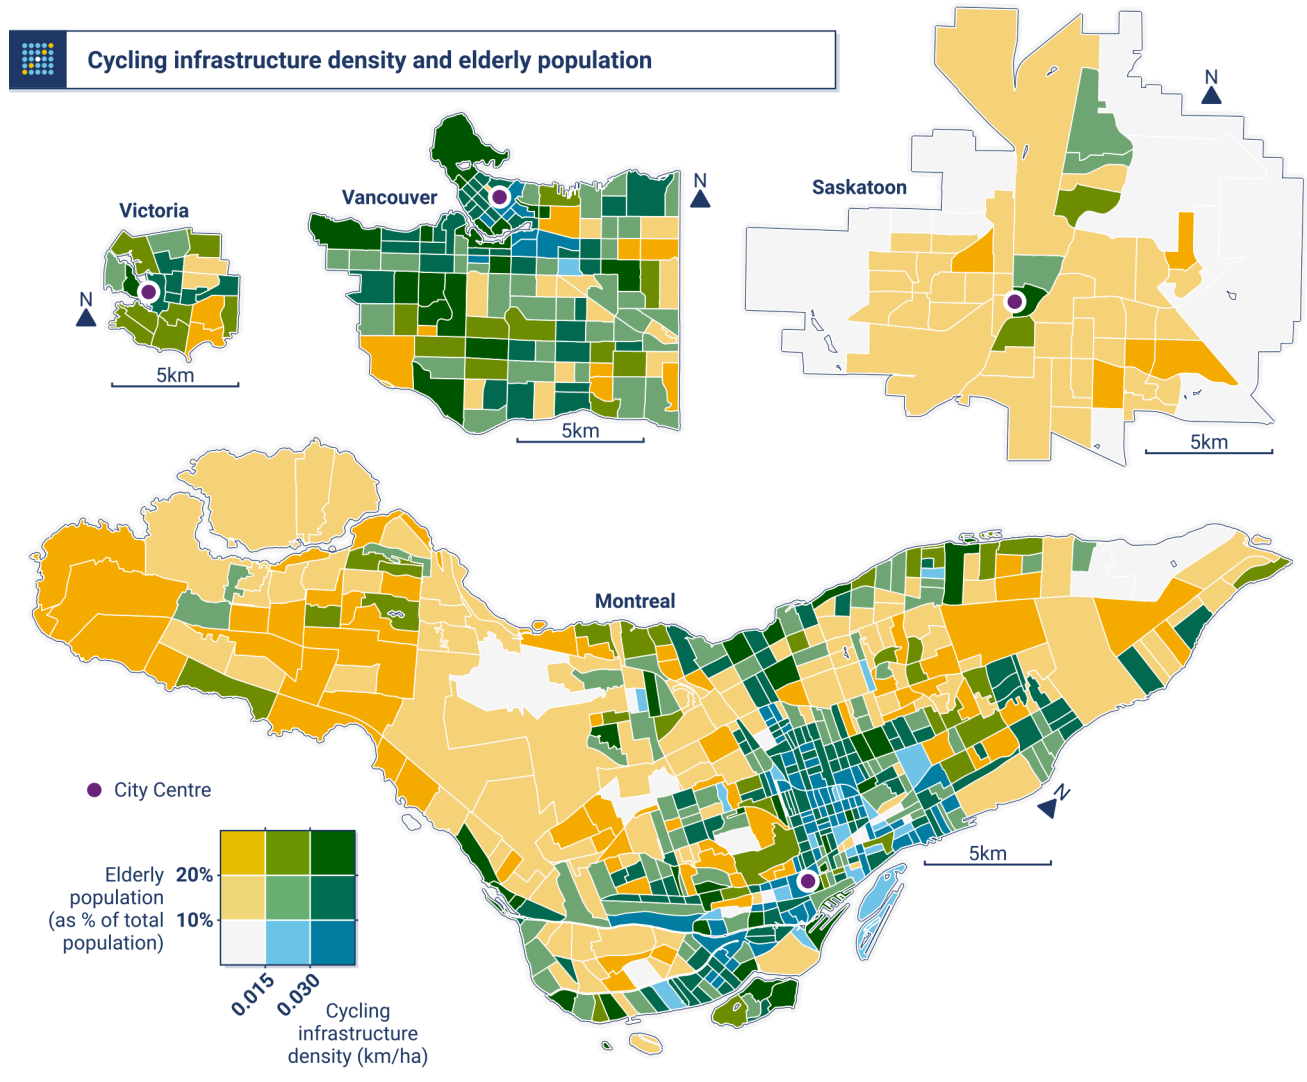 Cycling infrastructure density and elderly population
N
Saskatoon
Vancouver
N
Victoria
N
5km
5km
5km
Montreal
City Centre
N
5km
Elderly
population
(as % of total
population)
20%
10%
0.015
0.030
Cycling
infrastructure
density (km/ha)